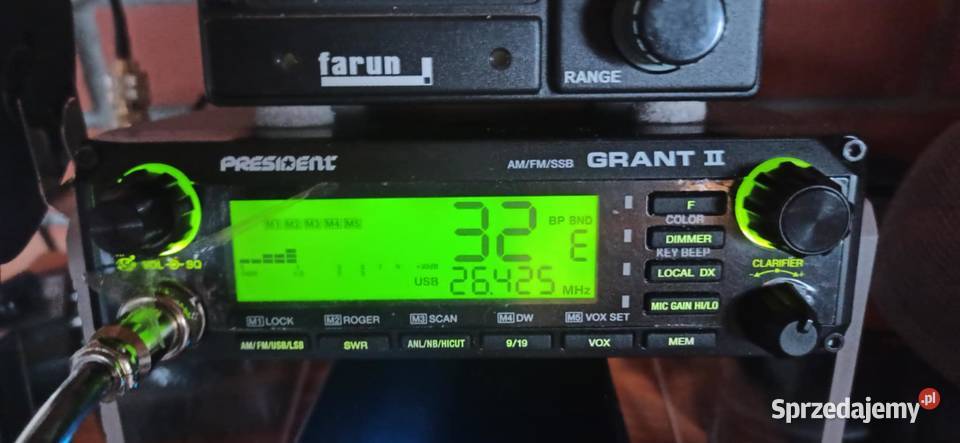 farun
RANGE
PRESIDENT
AM/FM/SSB GRANT II
M1 M2 M3 M4 M5
32
BP BND
E
USB 26.425 MHz
F
COLOR
DIMMER
KEY BEEP
LOCAL DX
MIC GAIN HI/LO
CLARIFIER
VOL SQ
M1 LOCK M2 ROGER M3 SCAN M4 DW M5 VOX SET
AM/FM/USB/LSB SWR ANL/NB/HICUT 9/19 VOX MEM
Sprzedajemy.pl